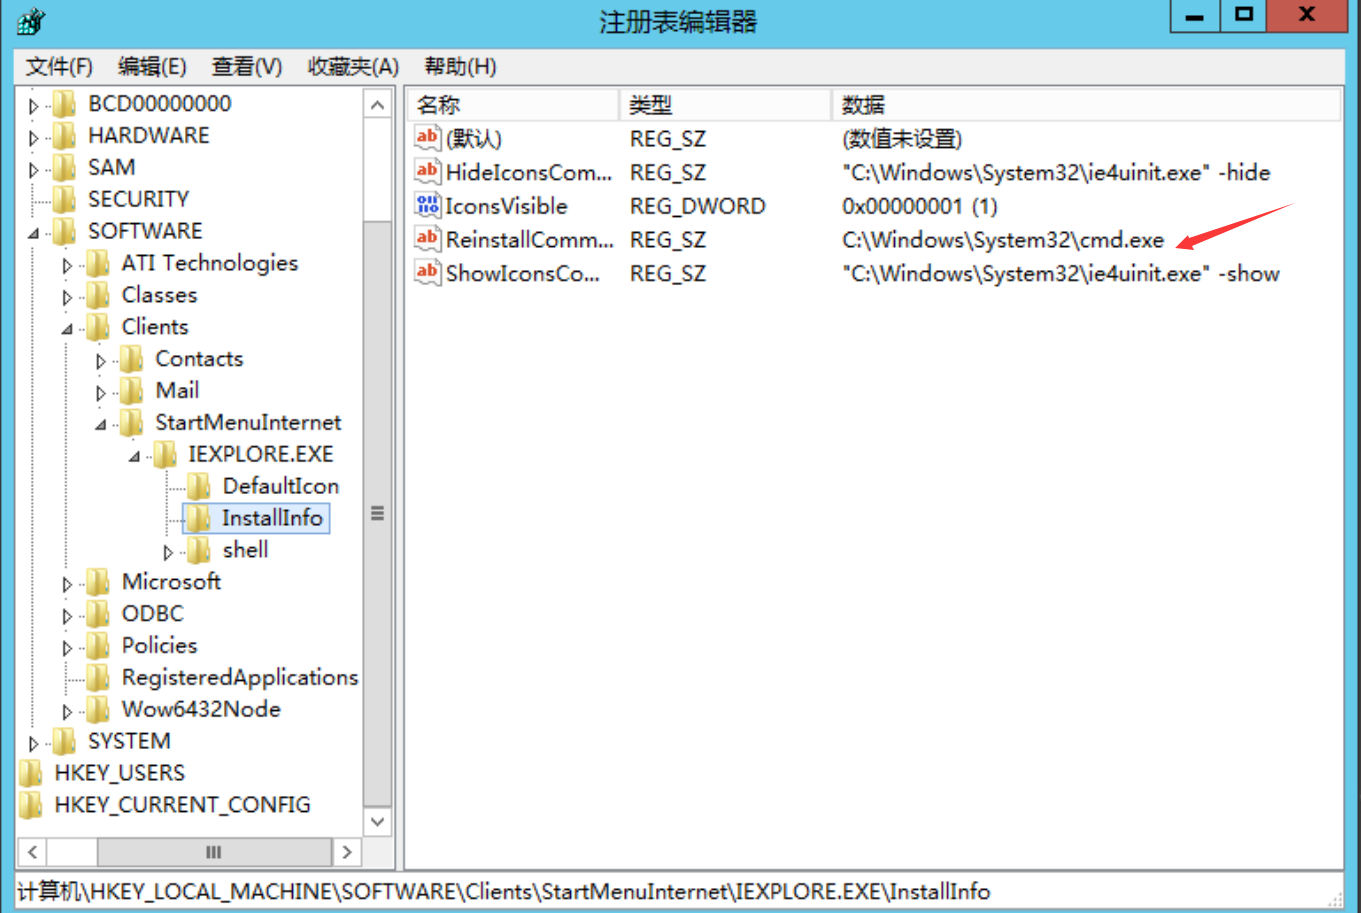 注册表编辑器
文件(F) 编辑(E) 查看(V) 收藏夹(A) 帮助(H)
BCD00000000
HARDWARE
SAM
SECURITY
SOFTWARE
ATI Technologies
Classes
Clients
Contacts
Mail
StartMenuInternet
IEXPLORE.EXE
DefaultIcon
InstallInfo
shell
Microsoft
ODBC
Policies
RegisteredApplications
Wow6432Node
SYSTEM
HKEY_USERS
HKEY_CURRENT_CONFIG
名称 类型 数据
(默认) REG_SZ (数值未设置)
HideIconsCom... REG_SZ "C:\Windows\System32\ie4uinit.exe" -hide
IconsVisible REG_DWORD 0x00000001 (1)
ReinstallComm... REG_SZ C:\Windows\System32\cmd.exe
ShowIconsCo... REG_SZ "C:\Windows\System32\ie4uinit.exe" -show
计算机\HKEY_LOCAL_MACHINE\SOFTWARE\Clients\StartMenuInternet\IEXPLORE.EXE\InstallInfo